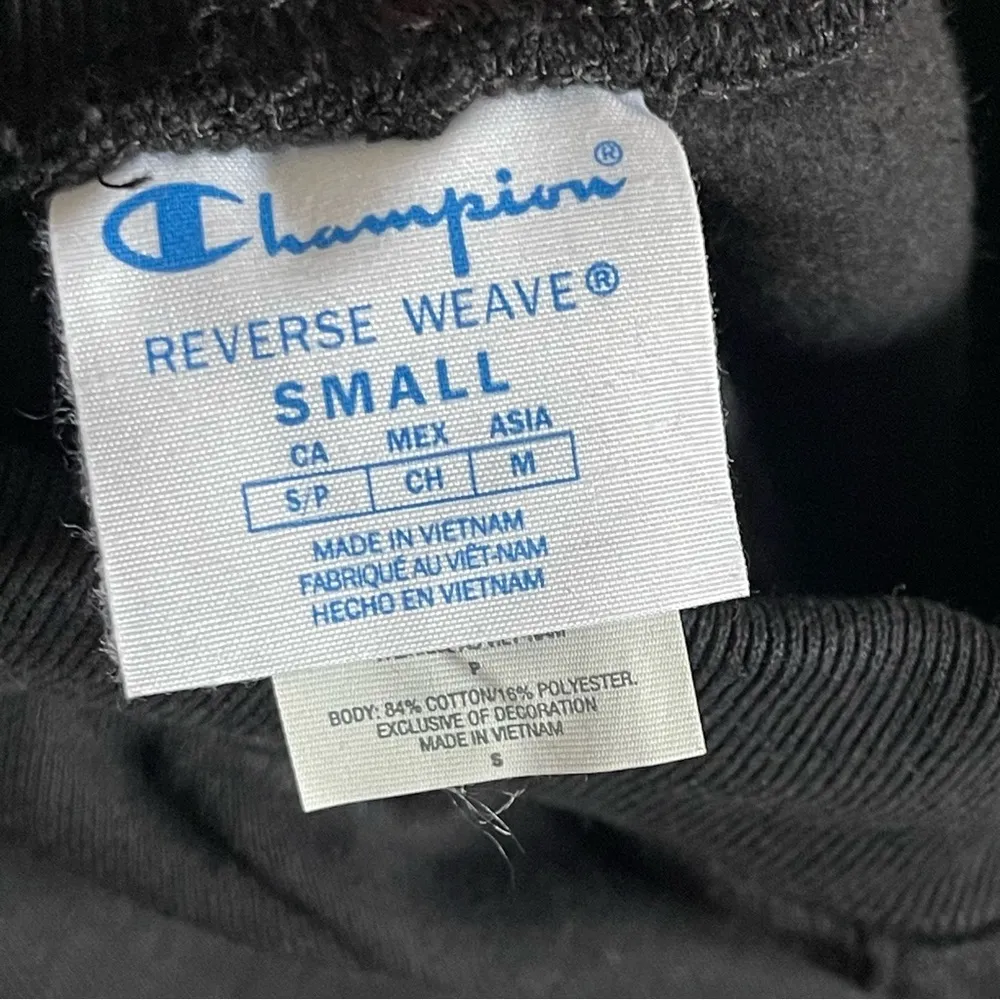 Champion®
REVERSE WEAVE®
SMALL
CA MEX ASIA
S/P CH M
MADE IN VIETNAM
FABRIQUÉ AU VIÊT-NAM
HECHO EN VIETNAM
P
BODY: 84% COTTON/16% POLYESTER.
EXCLUSIVE OF DECORATION
MADE IN VIETNAM
S